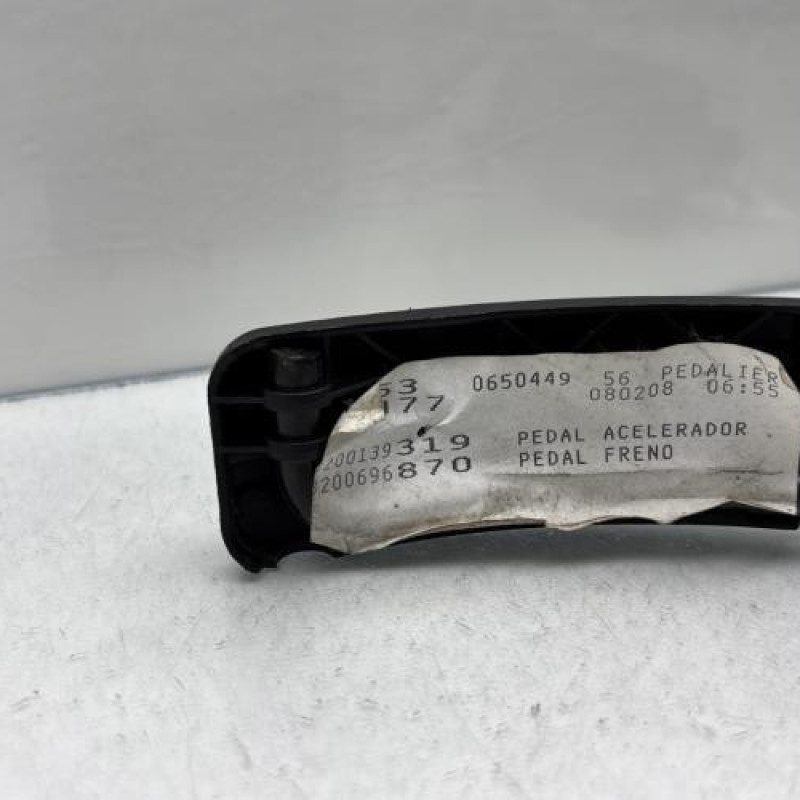 53 0650449 56 PEDALIER
177 080208 06:55
200139319 PEDAL ACELERADOR
200696870 PEDAL FRENO